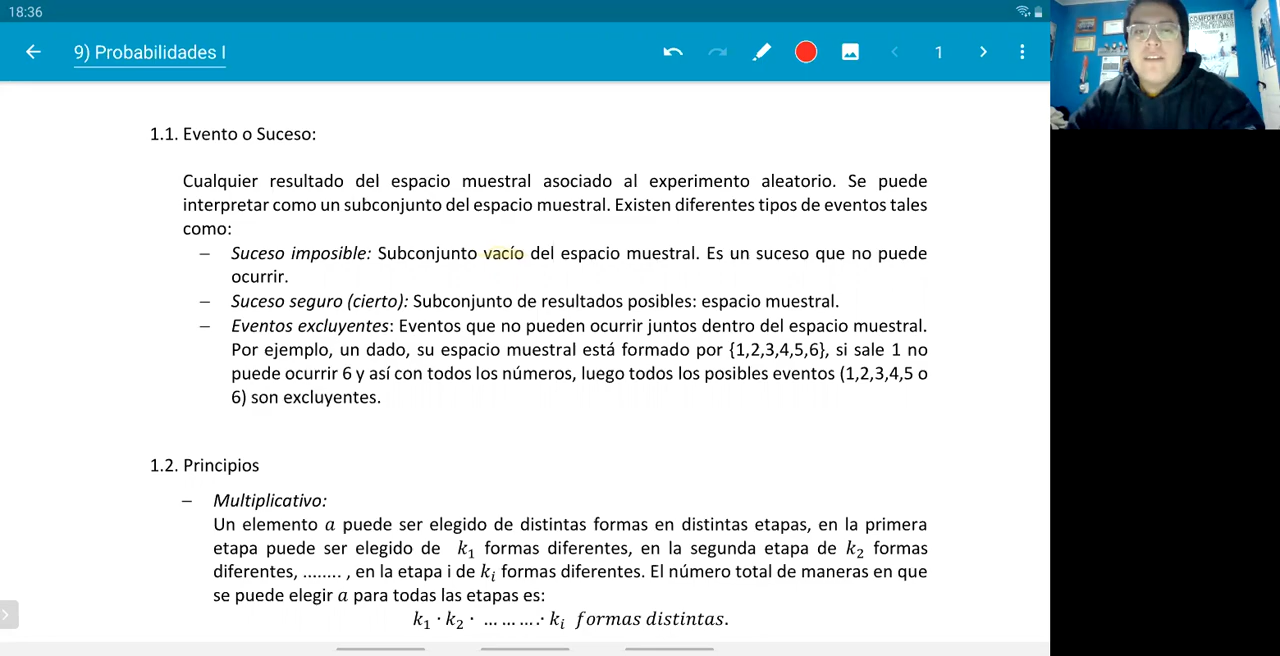 18:36
9) Probabilidades I
1
COMFORTABLE
1.1. Evento o Suceso:
Cualquier resultado del espacio muestral asociado al experimento aleatorio. Se puede
interpretar como un subconjunto del espacio muestral. Existen diferentes tipos de eventos tales
como:
– Suceso imposible: Subconjunto vacío del espacio muestral. Es un suceso que no puede
ocurrir.
– Suceso seguro (cierto): Subconjunto de resultados posibles: espacio muestral.
– Eventos excluyentes: Eventos que no pueden ocurrir juntos dentro del espacio muestral.
Por ejemplo, un dado, su espacio muestral está formado por {1,2,3,4,5,6}, si sale 1 no
puede ocurrir 6 y así con todos los números, luego todos los posibles eventos (1,2,3,4,5 o
6) son excluyentes.
1.2. Principios
– Multiplicativo:
Un elemento a puede ser elegido de distintas formas en distintas etapas, en la primera
etapa puede ser elegido de k₁ formas diferentes, en la segunda etapa de k₂ formas
diferentes, ........ , en la etapa i de kᵢ formas diferentes. El número total de maneras en que
se puede elegir a para todas las etapas es:
k₁ · k₂ · ... ... ... · kᵢ formas distintas.